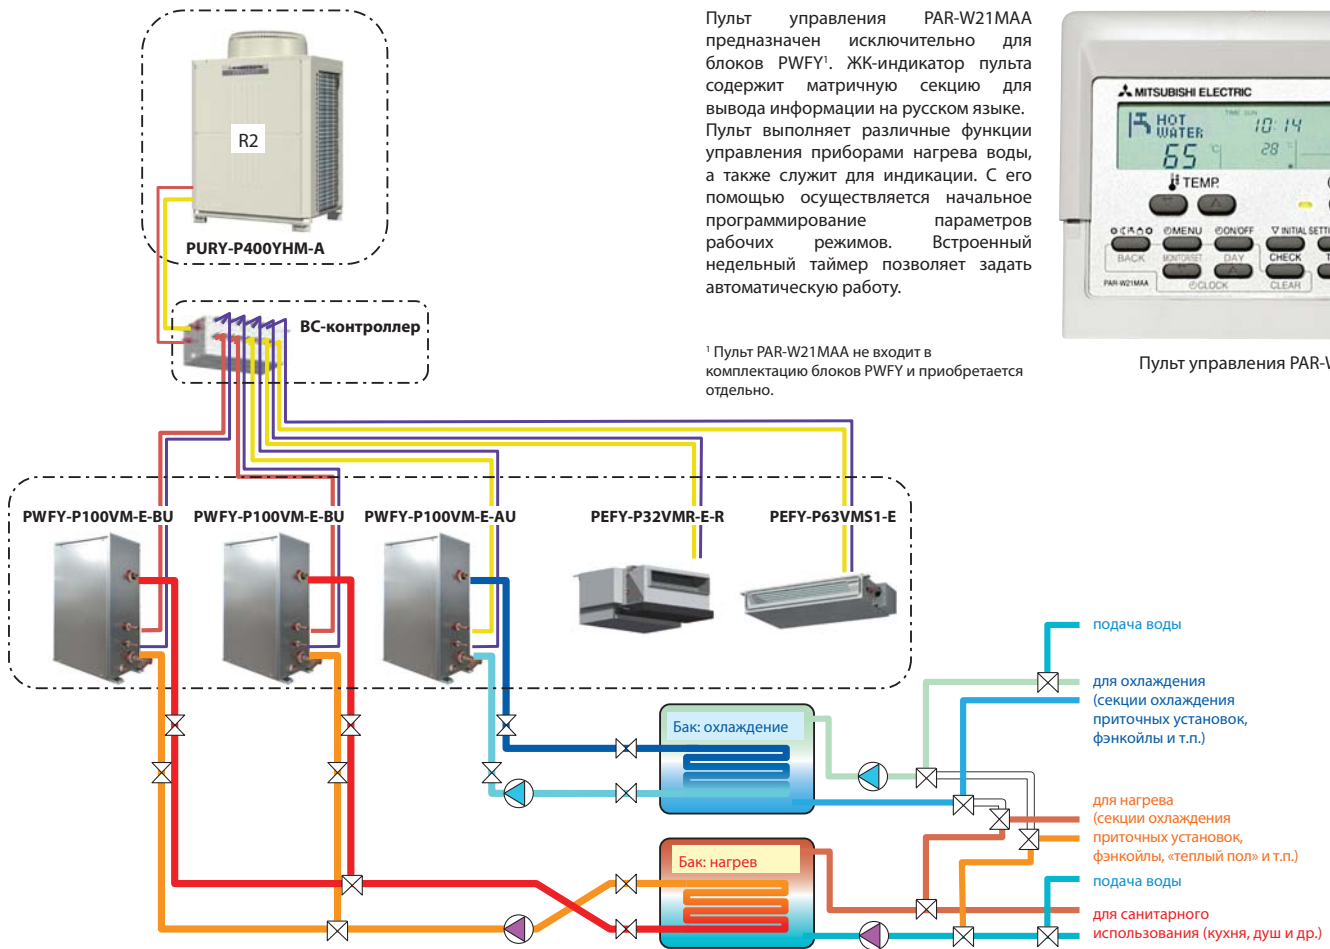 Пульт управления PAR-W21MAA
предназначен исключительно для
блоков PWFY¹. ЖК-индикатор пульта
содержит матричную секцию для
вывода информации на русском языке.
Пульт выполняет различные функции
управления приборами нагрева воды,
а также служит для индикации. С его
помощью осуществляется начальное
программирование параметров
рабочих режимов. Встроенный
недельный таймер позволяет задать
автоматическую работу.
¹ Пульт PAR-W21MAA не входит в
комплектацию блоков PWFY и приобретается
отдельно.
MITSUBISHI ELECTRIC
TIME SUN
HOT
WATER
10:14
65 °C
28 °C
TEMP.
MENU
ON/OFF
INITIAL SETTI
BACK
MONITOR/SET
DAY
CHECK
PAR-W21MAA
CLOCK
CLEAR
Пульт управления PAR-W
R2
PURY-P400YHM-A
ВС-контроллер
PWFY-P100VM-E-BU
PWFY-P100VM-E-BU
PWFY-P100VM-E-AU
PEFY-P32VMR-E-R
PEFY-P63VMS1-E
Бак: охлаждение
Бак: нагрев
подача воды
для охлаждения
(секции охлаждения
приточных установок,
фэнкойлы и т.п.)
для нагрева
(секции охлаждения
приточных установок,
фэнкойлы, «теплый пол» и т.п.)
подача воды
для санитарного
использования (кухня, душ и др.)